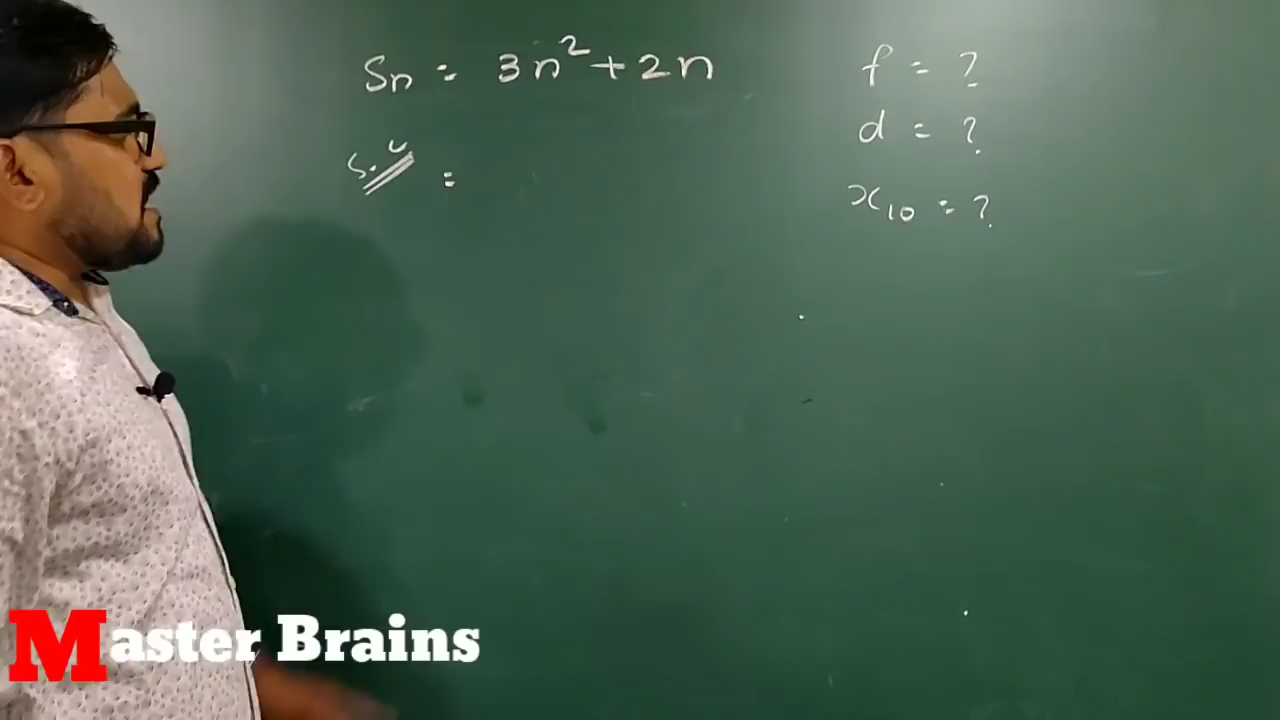 Sn = 3n² + 2n
f = ?
d = ?
x₁₀ = ?
=
Master Brains